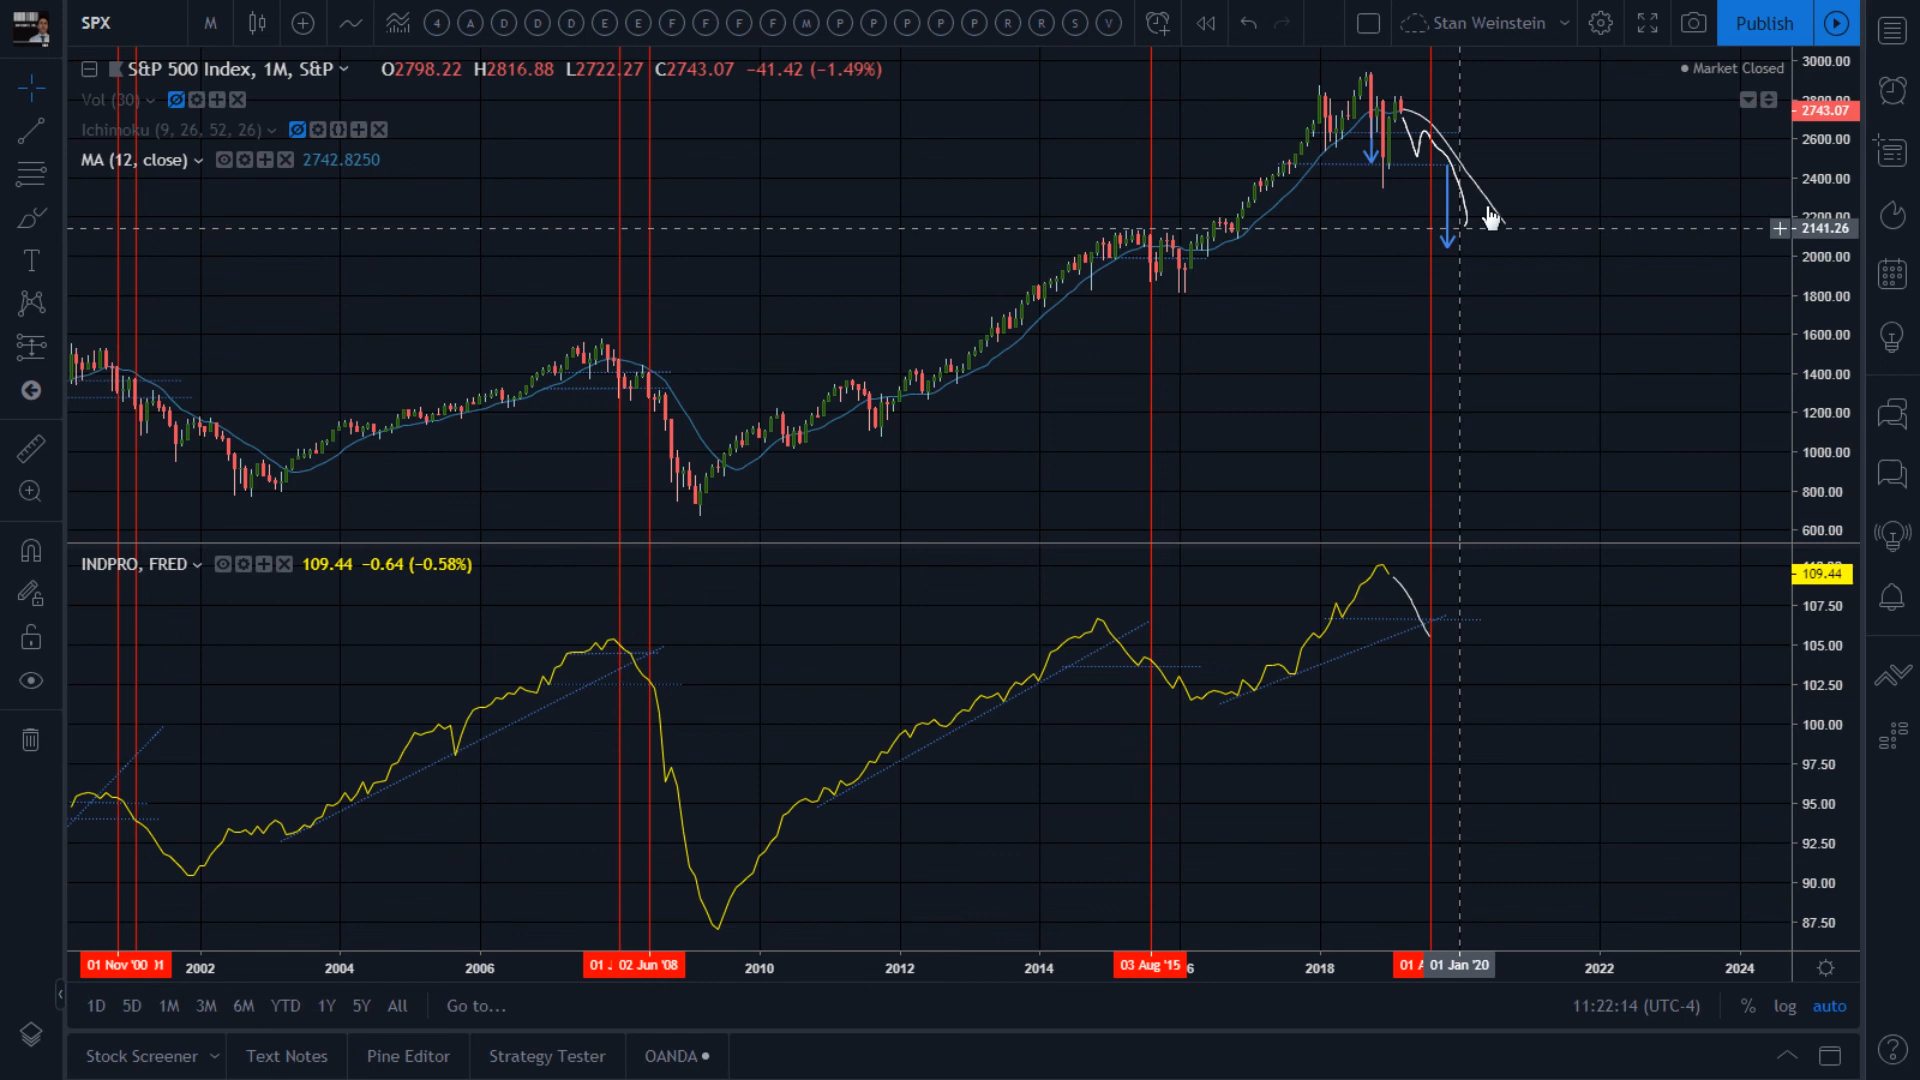 SPX M 4 A D D D E E F F F F M P P P P P R R S V Stan Weinstein Publish
S&P 500 Index, 1M, S&P O2798.22 H2816.88 L2722.27 C2743.07 −41.42 (−1.49%)
Market Closed
Vol (30)
Ichimoku (9, 26, 52, 26)
MA (12, close) 2742.8250
3000.00
2800.00
2743.07
2600.00
2400.00
2200.00
2141.26
2000.00
1800.00
1600.00
1400.00
1200.00
1000.00
800.00
600.00
INDPRO, FRED 109.44 −0.64 (−0.58%)
109.44
107.50
105.00
102.50
100.00
97.50
95.00
92.50
90.00
87.50
01 Nov '00 2002 2004 2006 02 Jun '08 2010 2012 2014 03 Aug '15 2018 01 Jan '20 2022 2024
1D 5D 1M 3M 6M YTD 1Y 5Y All Go to... 11:22:14 (UTC-4) % log auto
Stock Screener Text Notes Pine Editor Strategy Tester OANDA